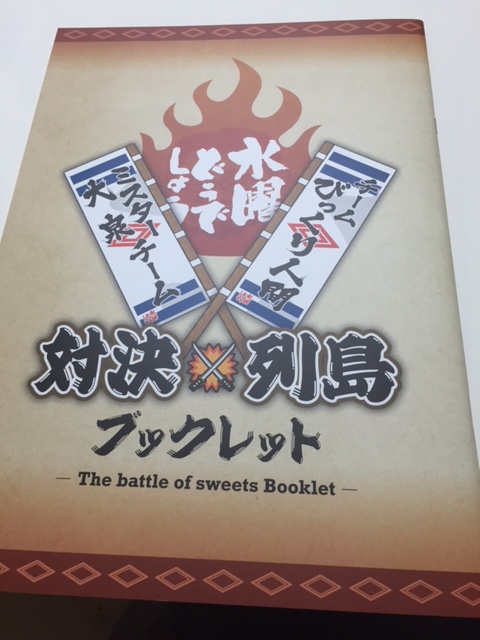 水曜
どうで
しょう
チーム
びっくり人間
ミスターチーム
大泉
対決列島
ブックレット
The battle of sweets Booklet